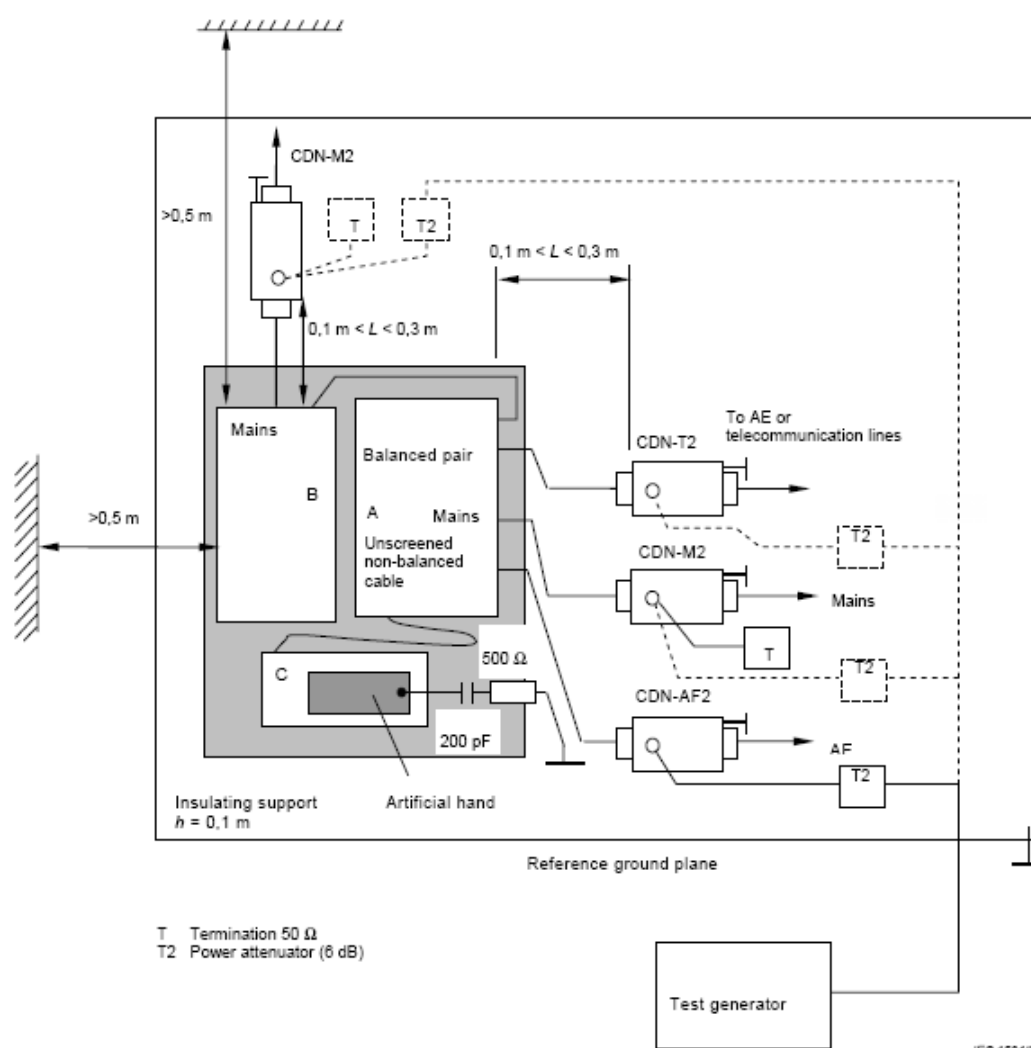 CDN-M2
>0,5 m
T
T2
0,1 m < L < 0,3 m
0,1 m < L < 0,3 m
Mains
B
Balanced pair
A
Mains
Unscreened
non-balanced
cable
To AE or
telecommunication lines
CDN-T2
T2
>0,5 m
CDN-M2
Mains
T
T2
C
500 Ω
200 pF
CDN-AF2
AE
T2
Insulating support
h = 0,1 m
Artificial hand
Reference ground plane
T Termination 50 Ω
T2 Power attenuator (6 dB)
Test generator